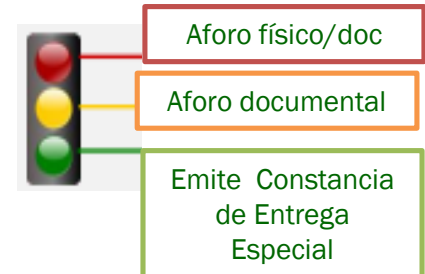 Aforo físico/doc
Aforo documental
Emite Constancia
de Entrega
Especial